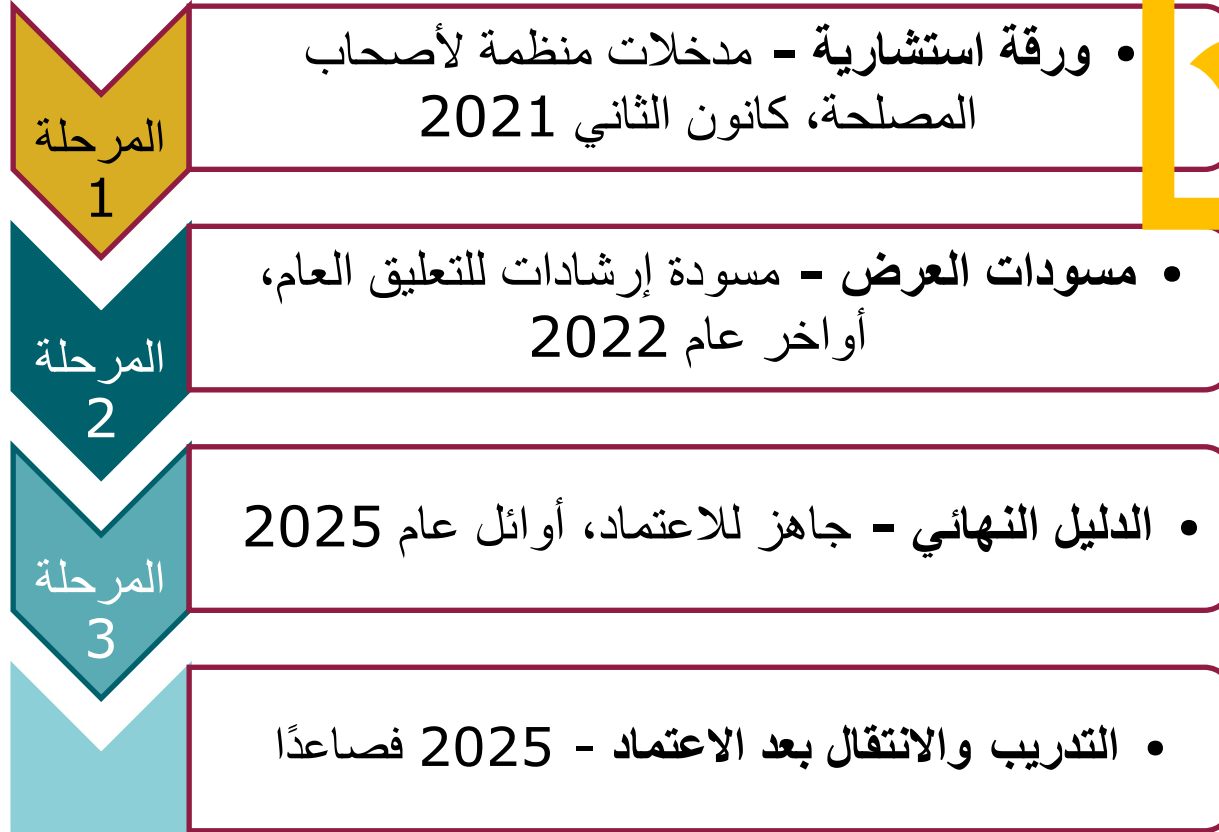 المرحلة
1
• ورقة استشارية – مدخلات منظمة لأصحاب
المصلحة، كانون الثاني 2021
المرحلة
2
• مسودات العرض – مسودة إرشادات للتعليق العام،
أواخر عام 2022
المرحلة
3
• الدليل النهائي – جاهز للاعتماد، أوائل عام 2025
• التدريب والانتقال بعد الاعتماد - 2025 فصاعدًا